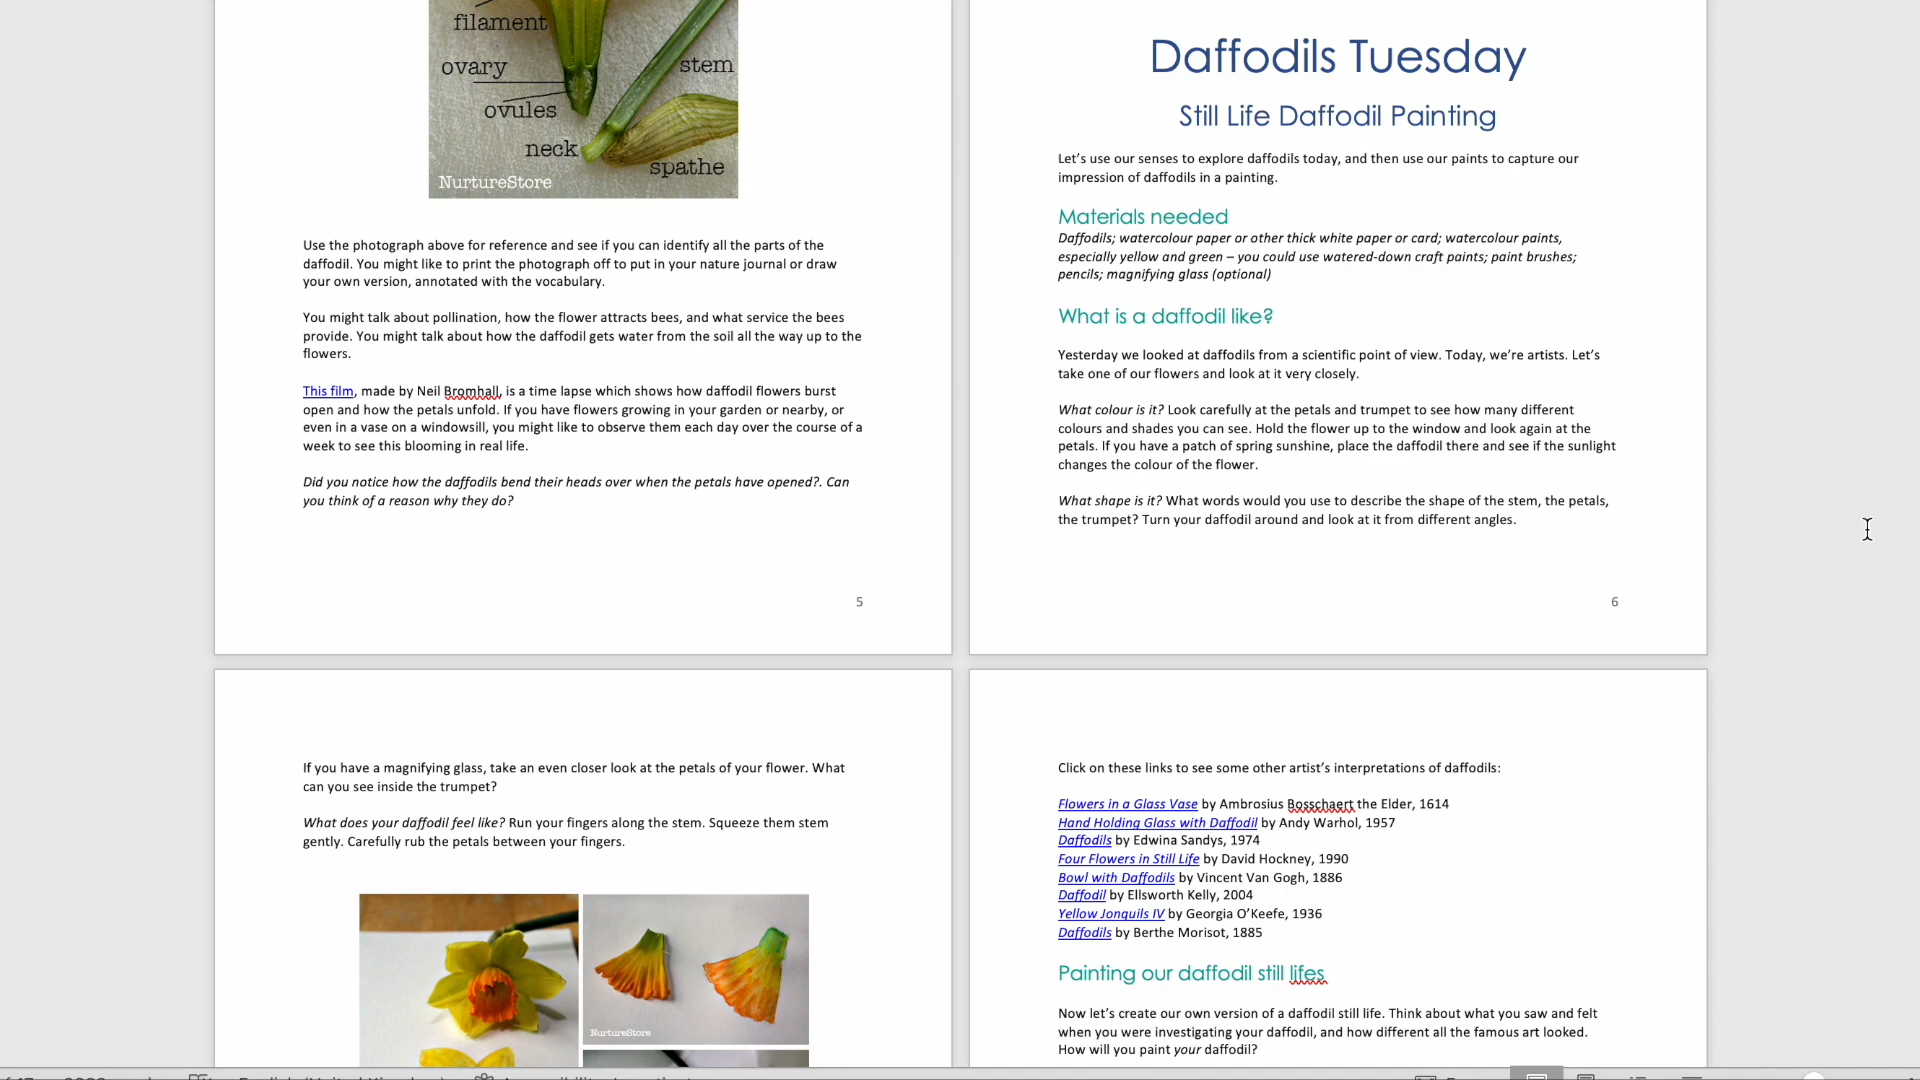 filament
ovary
stem
ovules
neck
spathe
NurtureStore
Use the photograph above for reference and see if you can identify all the parts of the
daffodil. You might like to print the photograph off to put in your nature journal or draw
your own version, annotated with the vocabulary.
You might talk about pollination, how the flower attracts bees, and what service the bees
provide. You might talk about how the daffodil gets water from the soil all the way up to the
flowers.
This film, made by Neil Bromhall, is a time lapse which shows how daffodil flowers burst
open and how the petals unfold. If you have flowers growing in your garden or nearby, or
even in a vase on a windowsill, you might like to observe them each day over the course of a
week to see this blooming in real life.
Did you notice how the daffodils bend their heads over when the petals have opened?. Can
you think of a reason why they do?
5
Daffodils Tuesday
Still Life Daffodil Painting
Let's use our senses to explore daffodils today, and then use our paints to capture our
impression of daffodils in a painting.
Materials needed
Daffodils; watercolour paper or other thick white paper or card; watercolour paints,
especially yellow and green – you could use watered-down craft paints; paint brushes;
pencils; magnifying glass (optional)
What is a daffodil like?
Yesterday we looked at daffodils from a scientific point of view. Today, we're artists. Let's
take one of our flowers and look at it very closely.
What colour is it? Look carefully at the petals and trumpet to see how many different
colours and shades you can see. Hold the flower up to the window and look again at the
petals. If you have a patch of spring sunshine, place the daffodil there and see if the sunlight
changes the colour of the flower.
What shape is it? What words would you use to describe the shape of the stem, the petals,
the trumpet? Turn your daffodil around and look at it from different angles.
6
If you have a magnifying glass, take an even closer look at the petals of your flower. What
can you see inside the trumpet?
What does your daffodil feel like? Run your fingers along the stem. Squeeze them stem
gently. Carefully rub the petals between your fingers.
NurtureStore
Click on these links to see some other artist's interpretations of daffodils:
Flowers in a Glass Vase by Ambrosius Bosschaert the Elder, 1614
Hand Holding Glass with Daffodil by Andy Warhol, 1957
Daffodils by Edwina Sandys, 1974
Four Flowers in Still Life by David Hockney, 1990
Bowl with Daffodils by Vincent Van Gogh, 1886
Daffodil by Ellsworth Kelly, 2004
Yellow Jonquils IV by Georgia O'Keefe, 1936
Daffodils by Berthe Morisot, 1885
Painting our daffodil still lifes
Now let's create our own version of a daffodil still life. Think about what you saw and felt
when you were investigating your daffodil, and how different all the famous art looked.
How will you paint your daffodil?